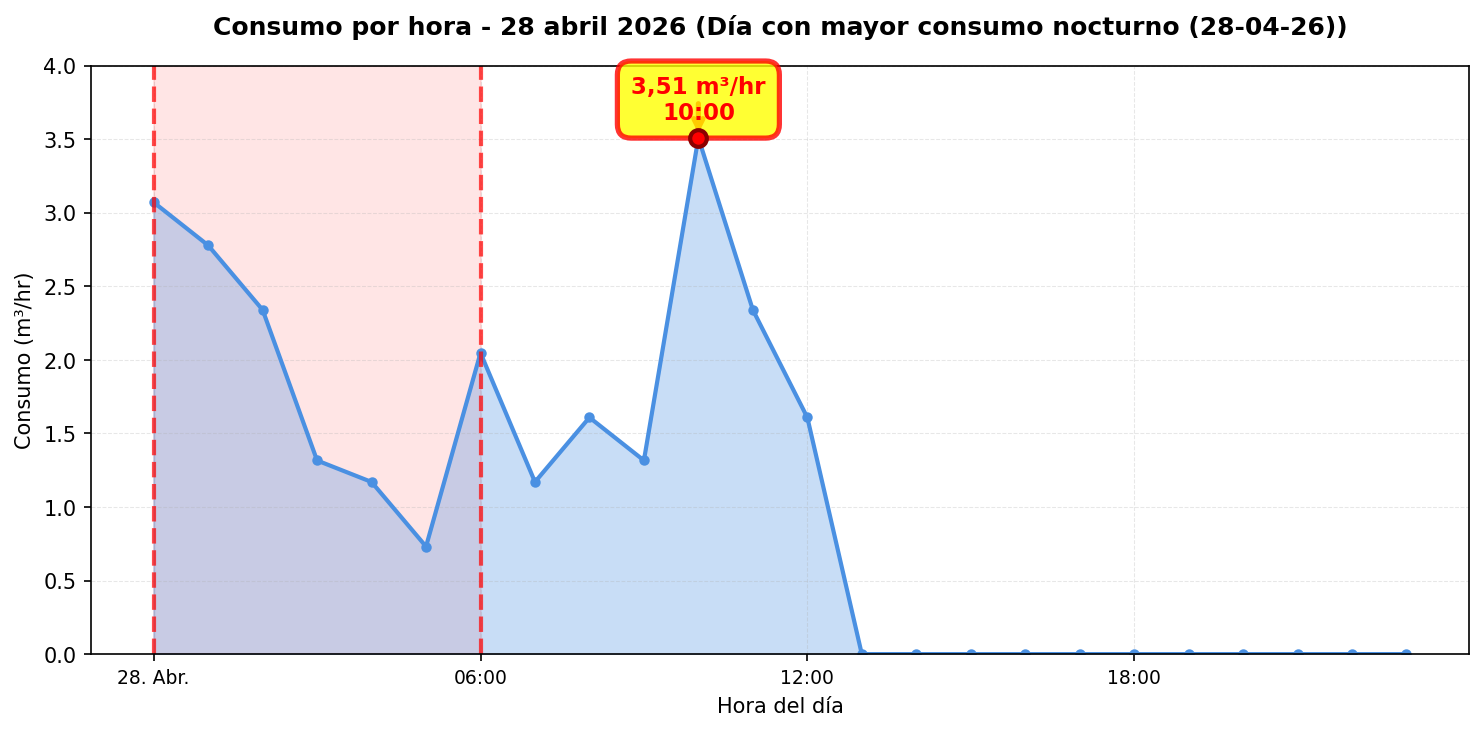 Consumo por hora - 28 abril 2026 (Día con mayor consumo nocturno (28-04-26))
3,51 m³/hr
10:00
4.0
3.5
3.0
2.5
2.0
1.5
1.0
0.5
0.0
Consumo (m³/hr)
28. Abr.
06:00
12:00
18:00
Hora del día